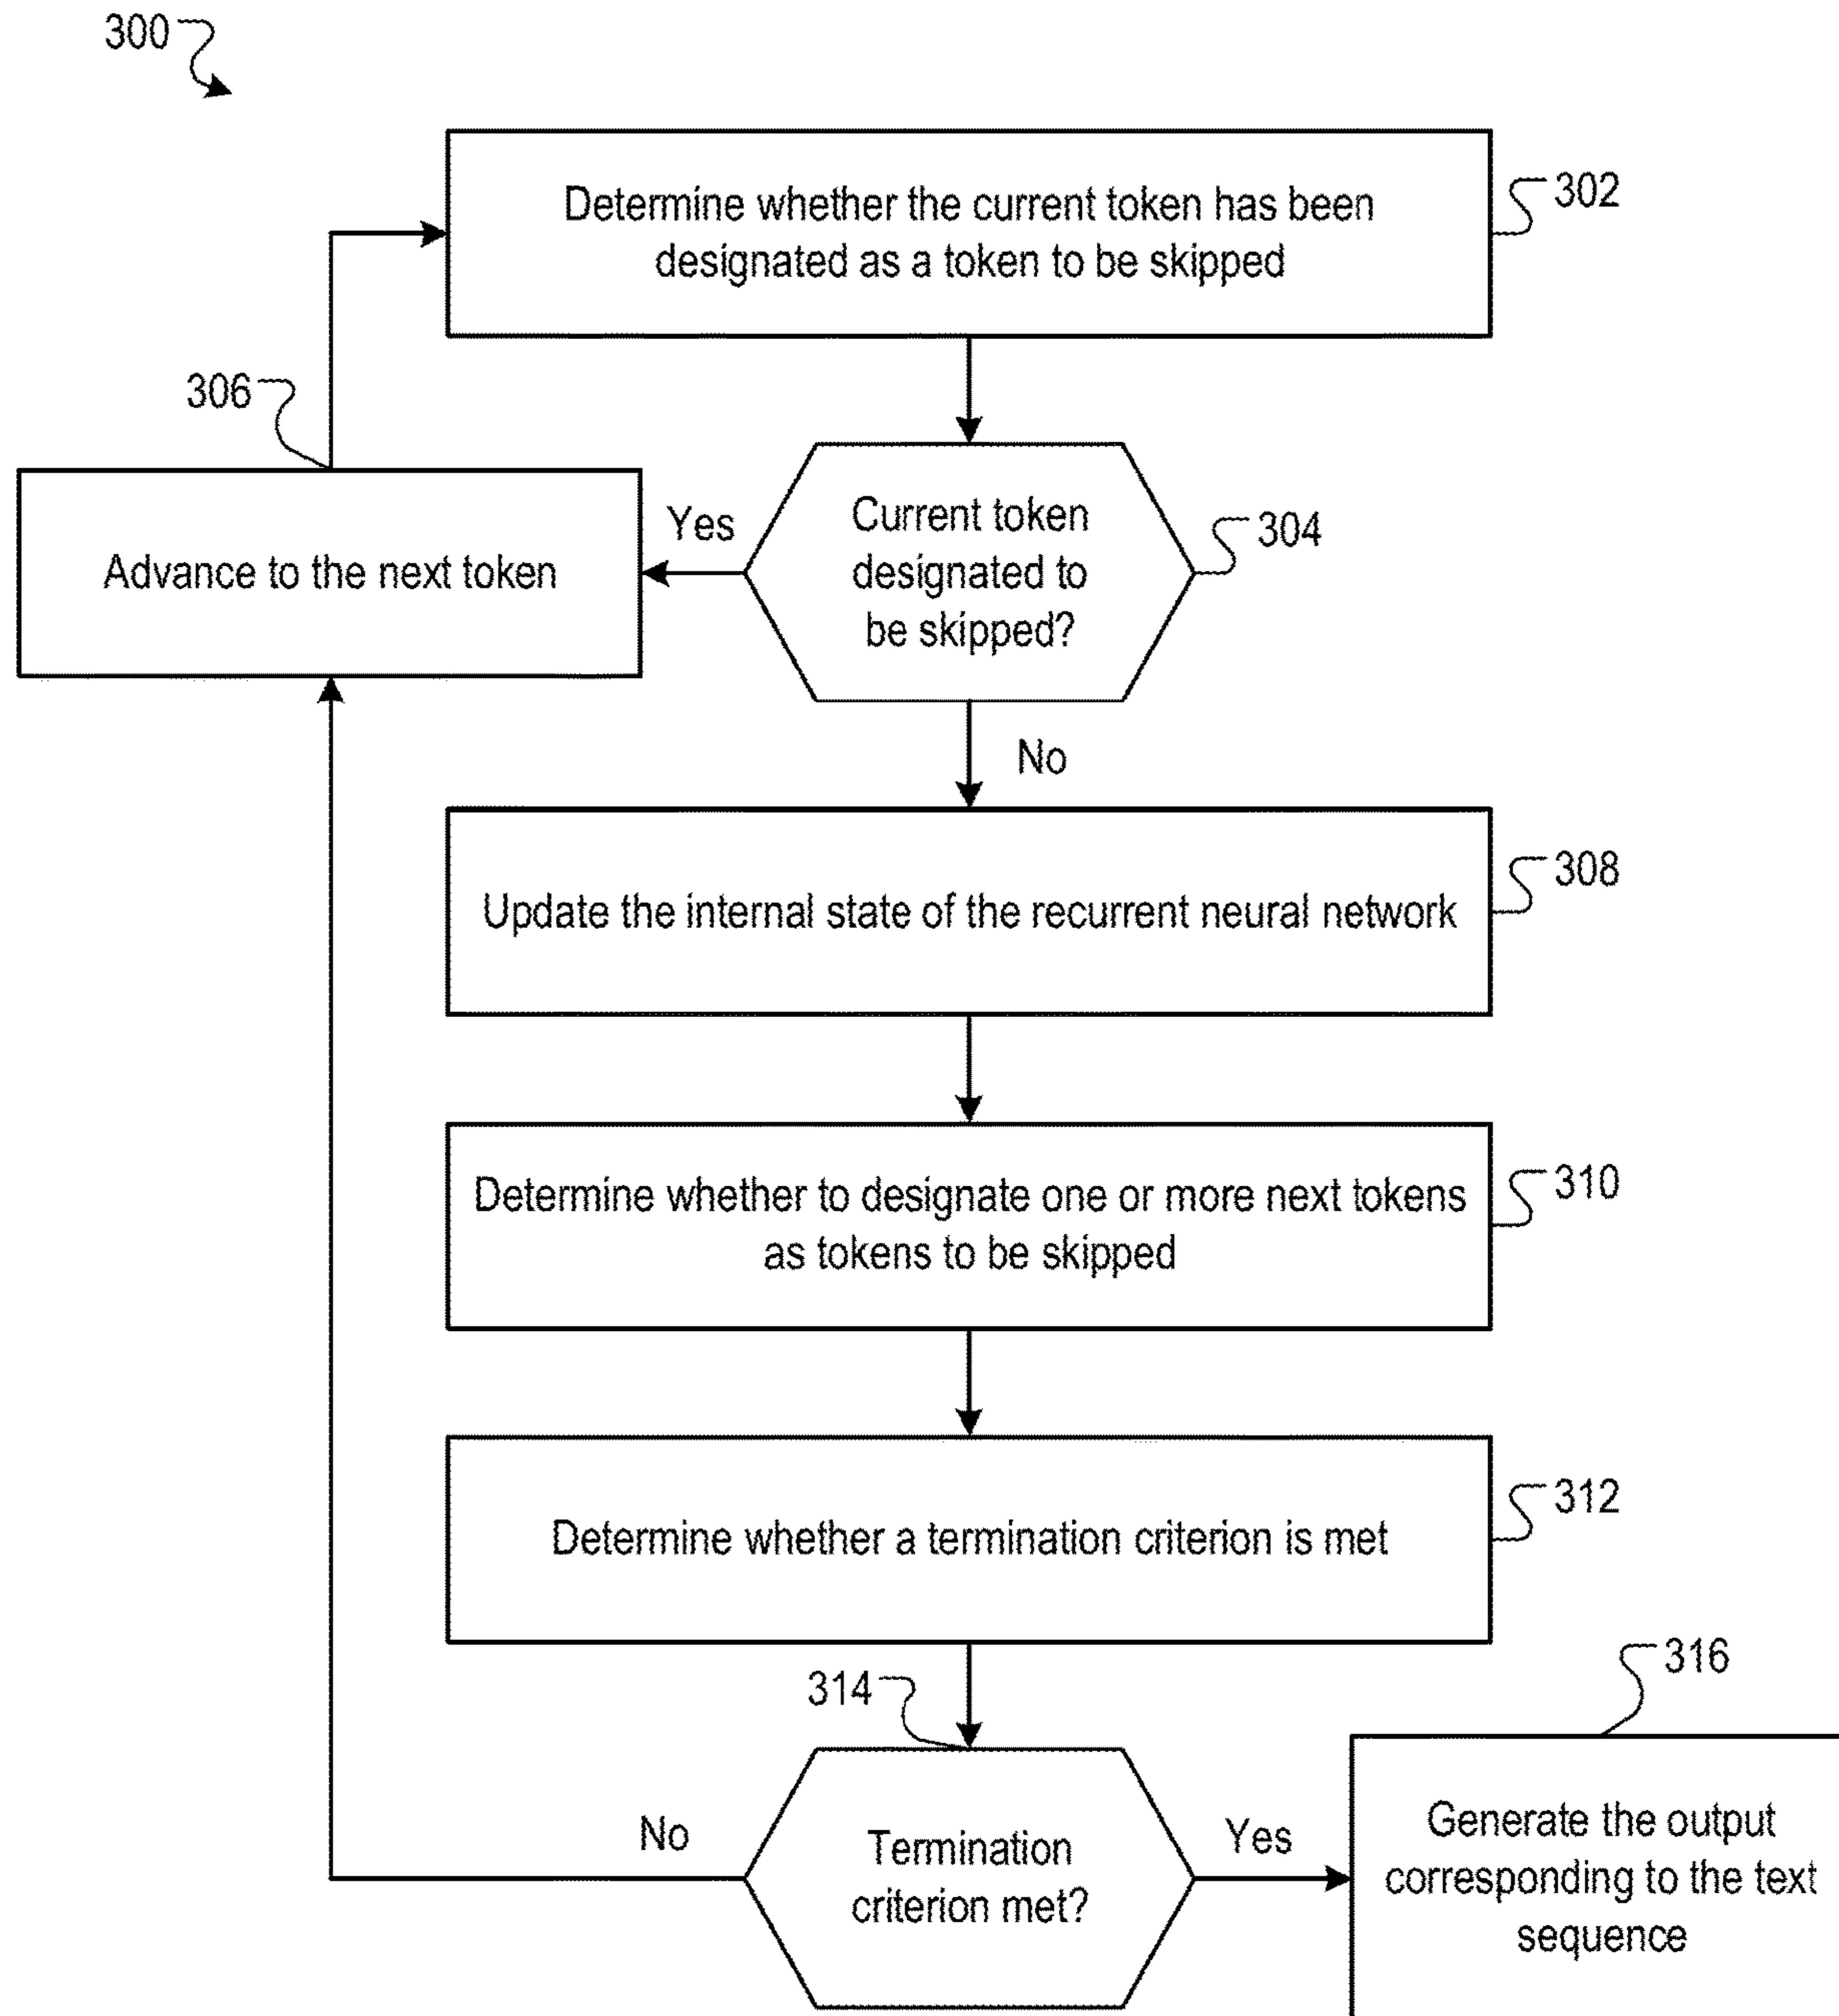 300
Determine whether the current token has been
designated as a token to be skipped
302
306
Advance to the next token
Yes
Current token
designated to
be skipped?
304
No
Update the internal state of the recurrent neural network
308
Determine whether to designate one or more next tokens
as tokens to be skipped
310
Determine whether a termination criterion is met
312
314
316
No
Termination
criterion met?
Yes
Generate the output
corresponding to the text
sequence